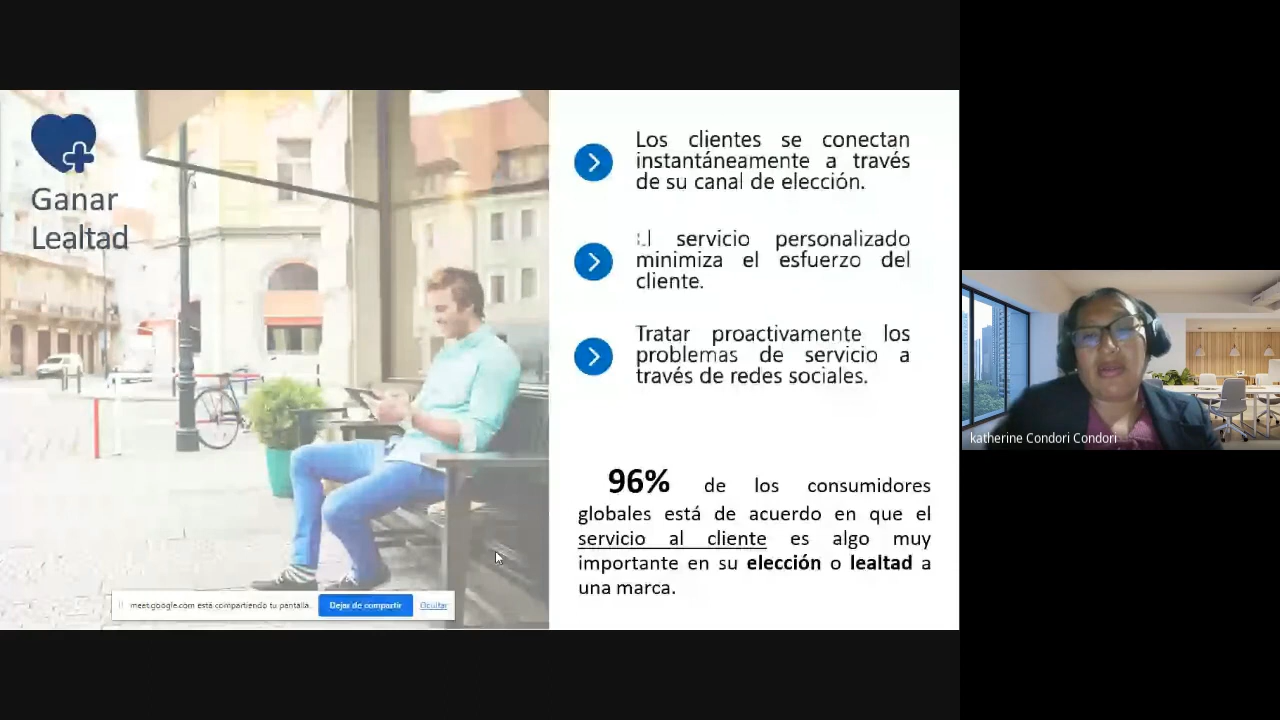 Ganar
Lealtad
Los clientes se conectan
instantáneamente a través
de su canal de elección.
El servicio personalizado
minimiza el esfuerzo del
cliente.
Tratar proactivamente los
problemas de servicio a
través de redes sociales.
96% de los consumidores
globales está de acuerdo en que el
servicio al cliente es algo muy
importante en su elección o lealtad a
una marca.
meet.google.com está compartiendo tu pantalla.
Dejar de compartir
Ocultar
katherine Condori Condori